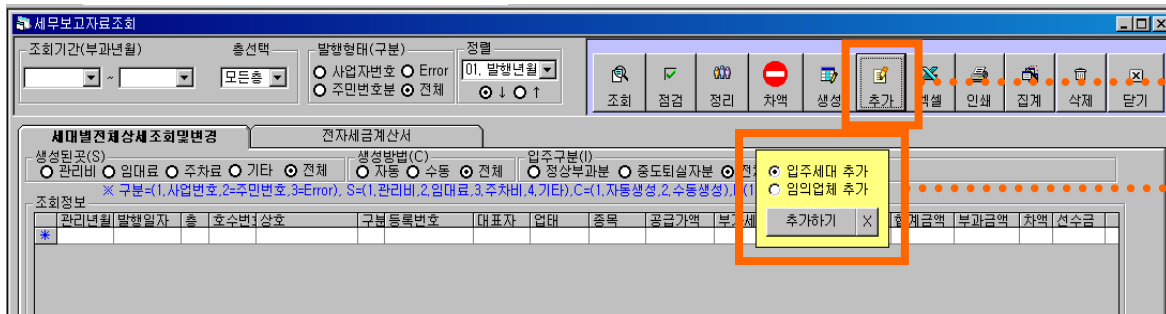 세무보고자료조회
조회기간(부과년월) 층선택 발행형태(구분) 정렬
~ 모든층 사업자번호 Error 01, 발행년월
주민번호분 전체 ↓ ↑
조회 점검 정리 차액 생성 추가 엑셀 인쇄 집계 삭제 닫기
세대별전체상세조회및변경 전자세금계산서
생성된곳(S) 생성방법(C) 입주구분(I)
관리비 임대료 주차료 기타 전체 자동 수동 전체 정상부과분 중도퇴실자분
※ 구분=(1,사업번호,2=주민번호,3=Error), S=(1,관리비,2,임대료,3,주차비,4,기타),C=(1,자동생성,2,수동생성),
입주세대 추가
임의업체 추가
추가하기 X
조회정보
관리년월 발행일자 층 호수번 상호 구분 등록번호 대표자 업태 종목 공급가액 합계금액 부과금액 차액 선수금
*